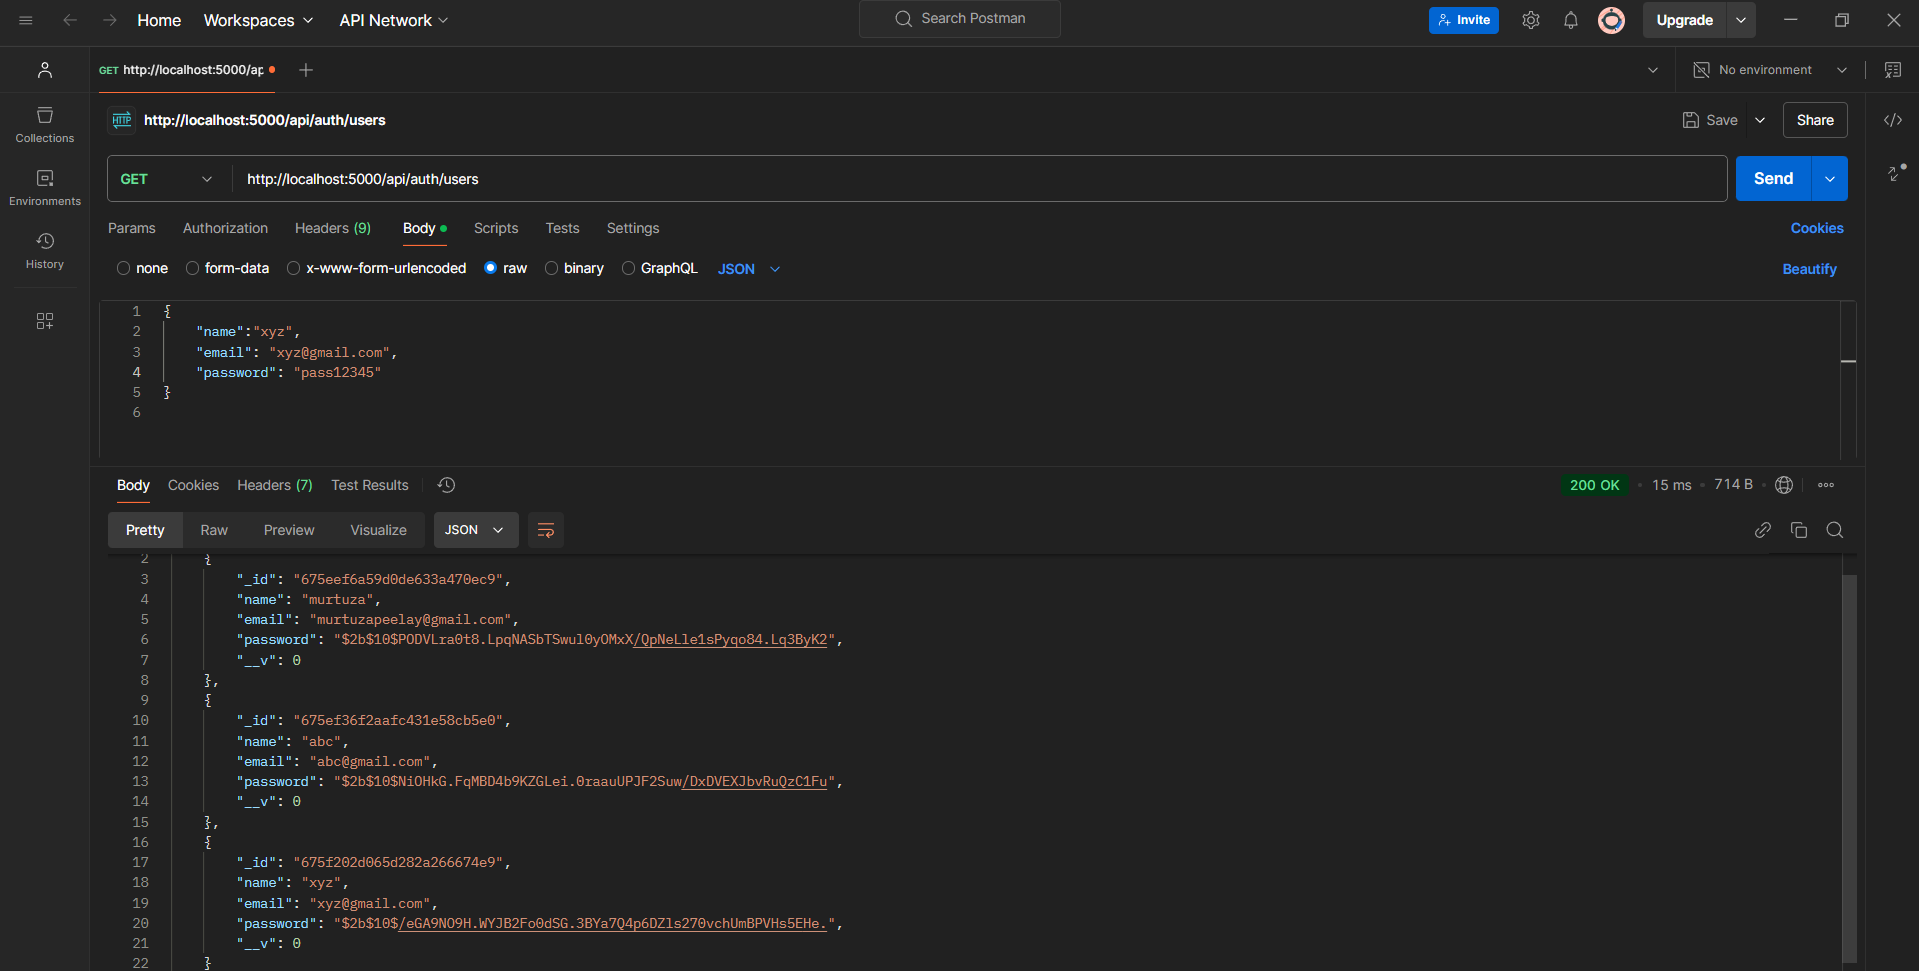 Home Workspaces API Network Search Postman Invite Upgrade
GET http://localhost:5000/ap No environment
Collections
Environments
History
http://localhost:5000/api/auth/users Save Share
GET http://localhost:5000/api/auth/users Send
Params Authorization Headers (9) Body Scripts Tests Settings Cookies
none form-data x-www-form-urlencoded raw binary GraphQL JSON Beautify
1 {
2 "name":"xyz",
3 "email": "xyz@gmail.com",
4 "password": "pass12345"
5 }
6
Body Cookies Headers (7) Test Results 200 OK 15 ms 714 B
Pretty Raw Preview Visualize JSON
2 {
3 "_id": "675eef6a59d0de633a470ec9",
4 "name": "murtuza",
5 "email": "murtuzapeelay@gmail.com",
6 "password": "$2b$10$PODVLra0t8.LpqNASbTSwul0yOMxX/QpNeLle1sPyqo84.Lq3ByK2",
7 "__v": 0
8 },
9 {
10 "_id": "675ef36f2aafc431e58cb5e0",
11 "name": "abc",
12 "email": "abc@gmail.com",
13 "password": "$2b$10$NiOHkG.FqMBD4b9KZGLei.0raauUPJF2Suw/DxDVEXJbvRuQzC1Fu",
14 "__v": 0
15 },
16 {
17 "_id": "675f202d065d282a266674e9",
18 "name": "xyz",
19 "email": "xyz@gmail.com",
20 "password": "$2b$10$/eGA9NO9H.WYJB2Fo0dSG.3BYa7Q4p6DZls270vchUmBPVHs5EHe.",
21 "__v": 0
22 }